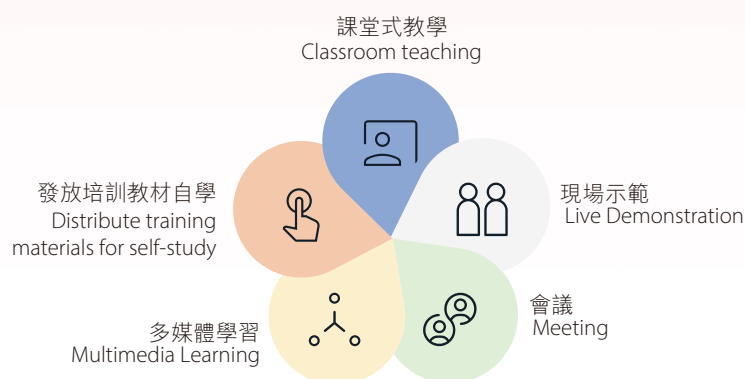 課堂式教學
Classroom teaching
現場示範
Live Demonstration
會議
Meeting
多媒體學習
Multimedia Learning
發放培訓教材自學
Distribute training
materials for self-study